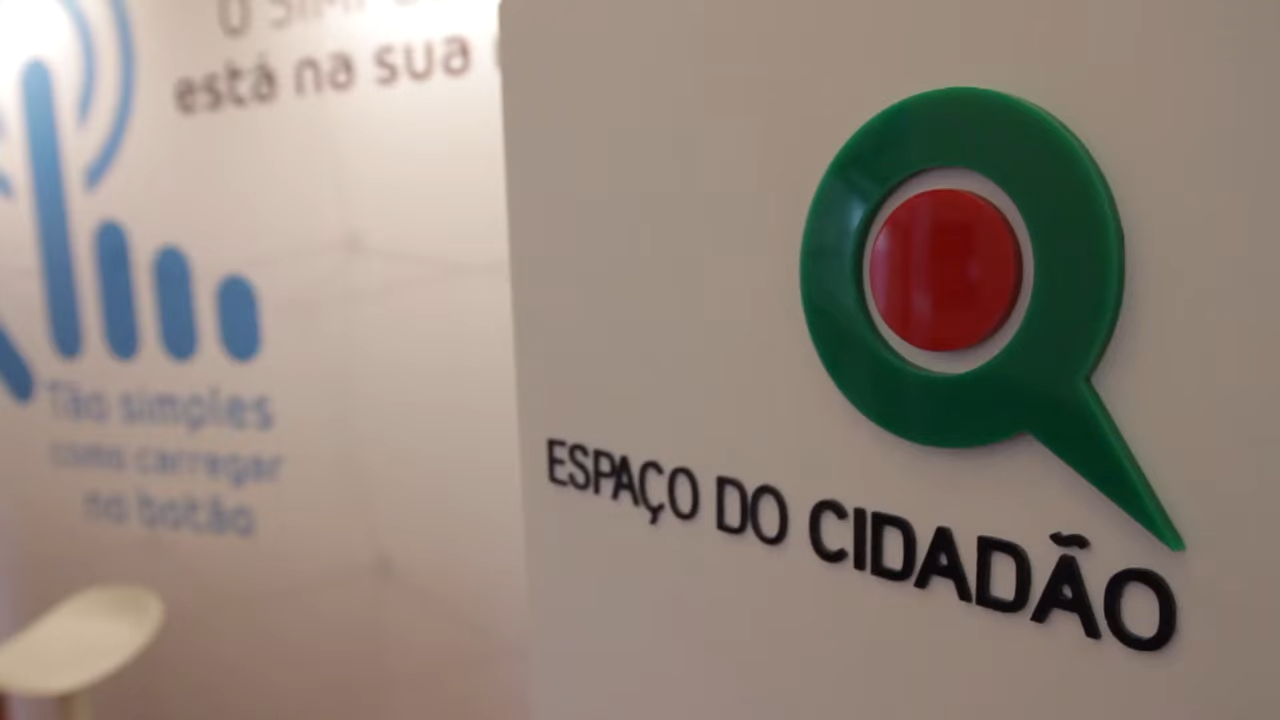 está na sua
Tão simples
como carregar
no botão
ESPAÇO DO CIDADÃO